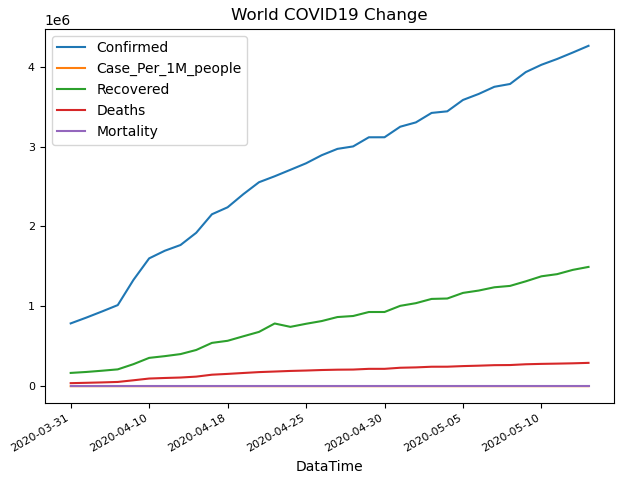 World COVID19 Change
1e6
Confirmed
Case_Per_1M_people
Recovered
Deaths
Mortality
4
3
2
1
0
2020-03-31
2020-04-10
2020-04-18
2020-04-25
2020-04-30
2020-05-05
2020-05-10
DataTime